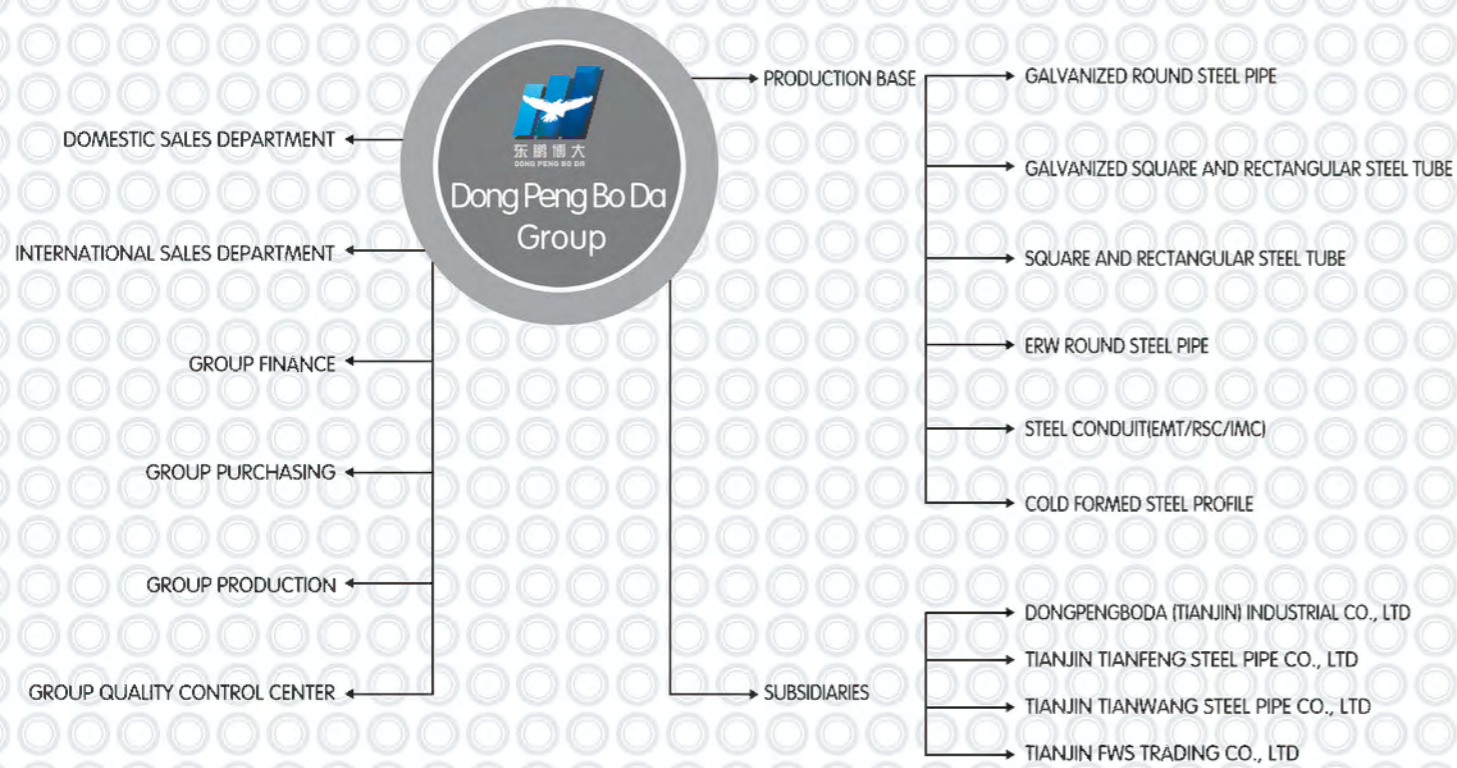 东鹏博大
DONG PENG BO DA
Dong Peng Bo Da
Group
DOMESTIC SALES DEPARTMENT
INTERNATIONAL SALES DEPARTMENT
GROUP FINANCE
GROUP PURCHASING
GROUP PRODUCTION
GROUP QUALITY CONTROL CENTER
PRODUCTION BASE
GALVANIZED ROUND STEEL PIPE
GALVANIZED SQUARE AND RECTANGULAR STEEL TUBE
SQUARE AND RECTANGULAR STEEL TUBE
ERW ROUND STEEL PIPE
STEEL CONDUIT(EMT/RSC/IMC)
COLD FORMED STEEL PROFILE
SUBSIDIARIES
DONGPENGBODA (TIANJIN) INDUSTRIAL CO., LTD
TIANJIN TIANFENG STEEL PIPE CO., LTD
TIANJIN TIANWANG STEEL PIPE CO., LTD
TIANJIN FWS TRADING CO., LTD